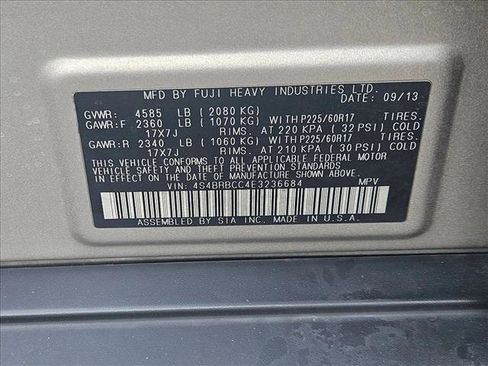 MFD BY FUJI HEAVY INDUSTRIES LTD.
DATE: 09/13
GVWR: 4585 LB ( 2080 KG)
GAWR:F 2360 LB ( 1070 KG) WITH P225/60R17 TIRES.
17X7J RIMS. AT 220 KPA ( 32 PSI) COLD
GAWR:R 2340 LB ( 1060 KG) WITH P225/60R17 TIRES.
17X7J RIMS. AT 210 KPA ( 30 PSI) COLD
THIS VEHICLE CONFORMS TO ALL APPLICABLE FEDERAL MOTOR
VEHICLE SAFETY AND THEFT PREVENTION STANDARDS
IN EFFECT ON THE DATE OF MANUFACTURE SHOWN ABOVE.
VIN: 4S4BRBCC4E3236684 MPV
ASSEMBLED BY SIA INC. MADE IN U.S.A.